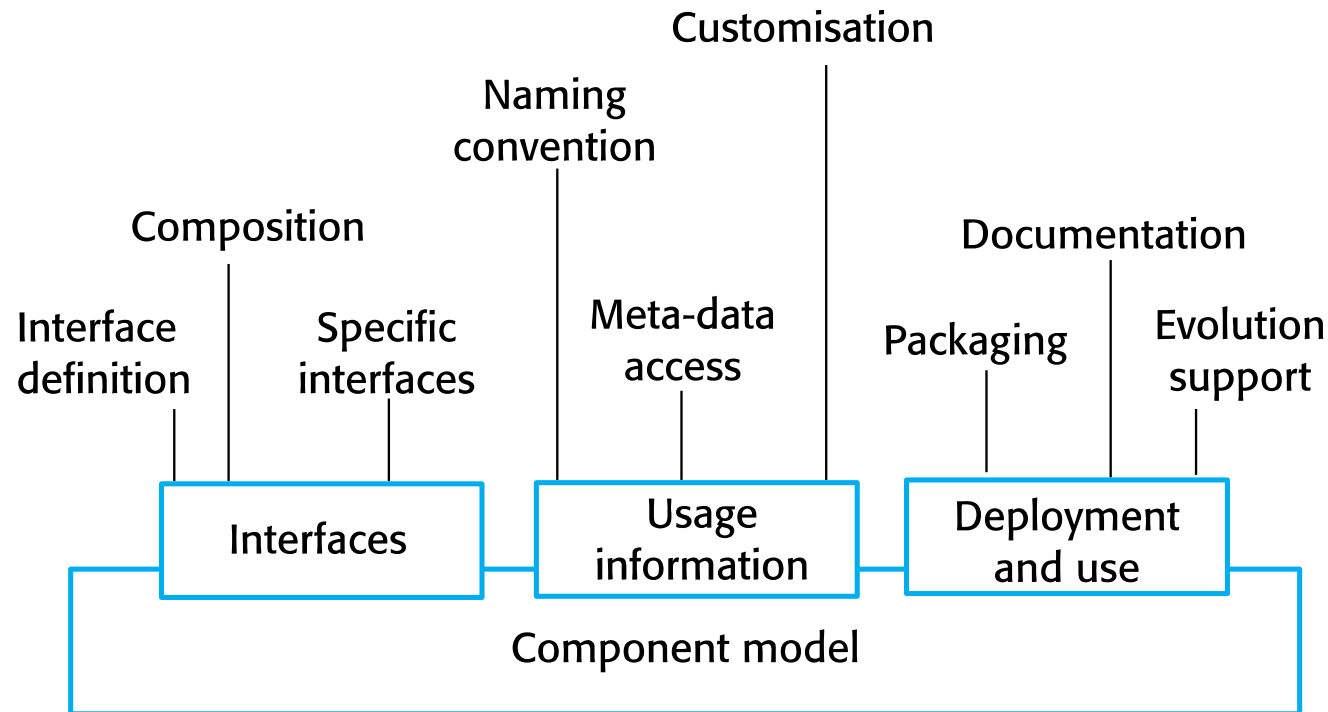 Customisation
Naming
convention
Composition
Documentation
Interface
definition
Specific
interfaces
Meta-data
access
Packaging
Evolution
support
Interfaces
Usage
information
Deployment
and use
Component model